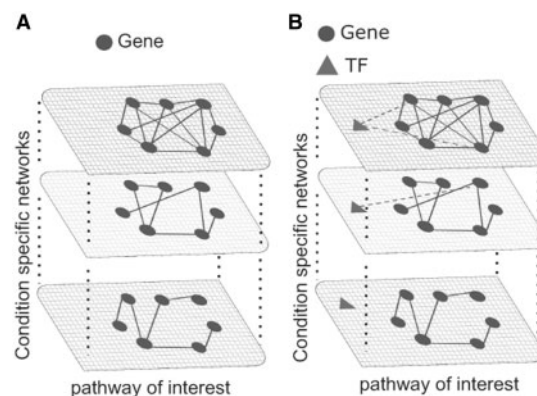 A
Gene
Condition specific networks
pathway of interest
B
Gene
TF
Condition specific networks
pathway of interest